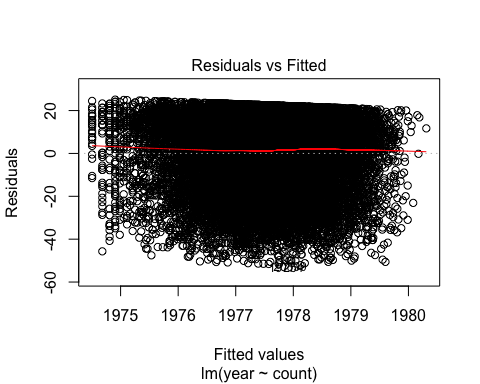 Residuals vs Fitted
Residuals
20
0
-20
-40
-60
1975 1976 1977 1978 1979 1980
Fitted values
lm(year ~ count)